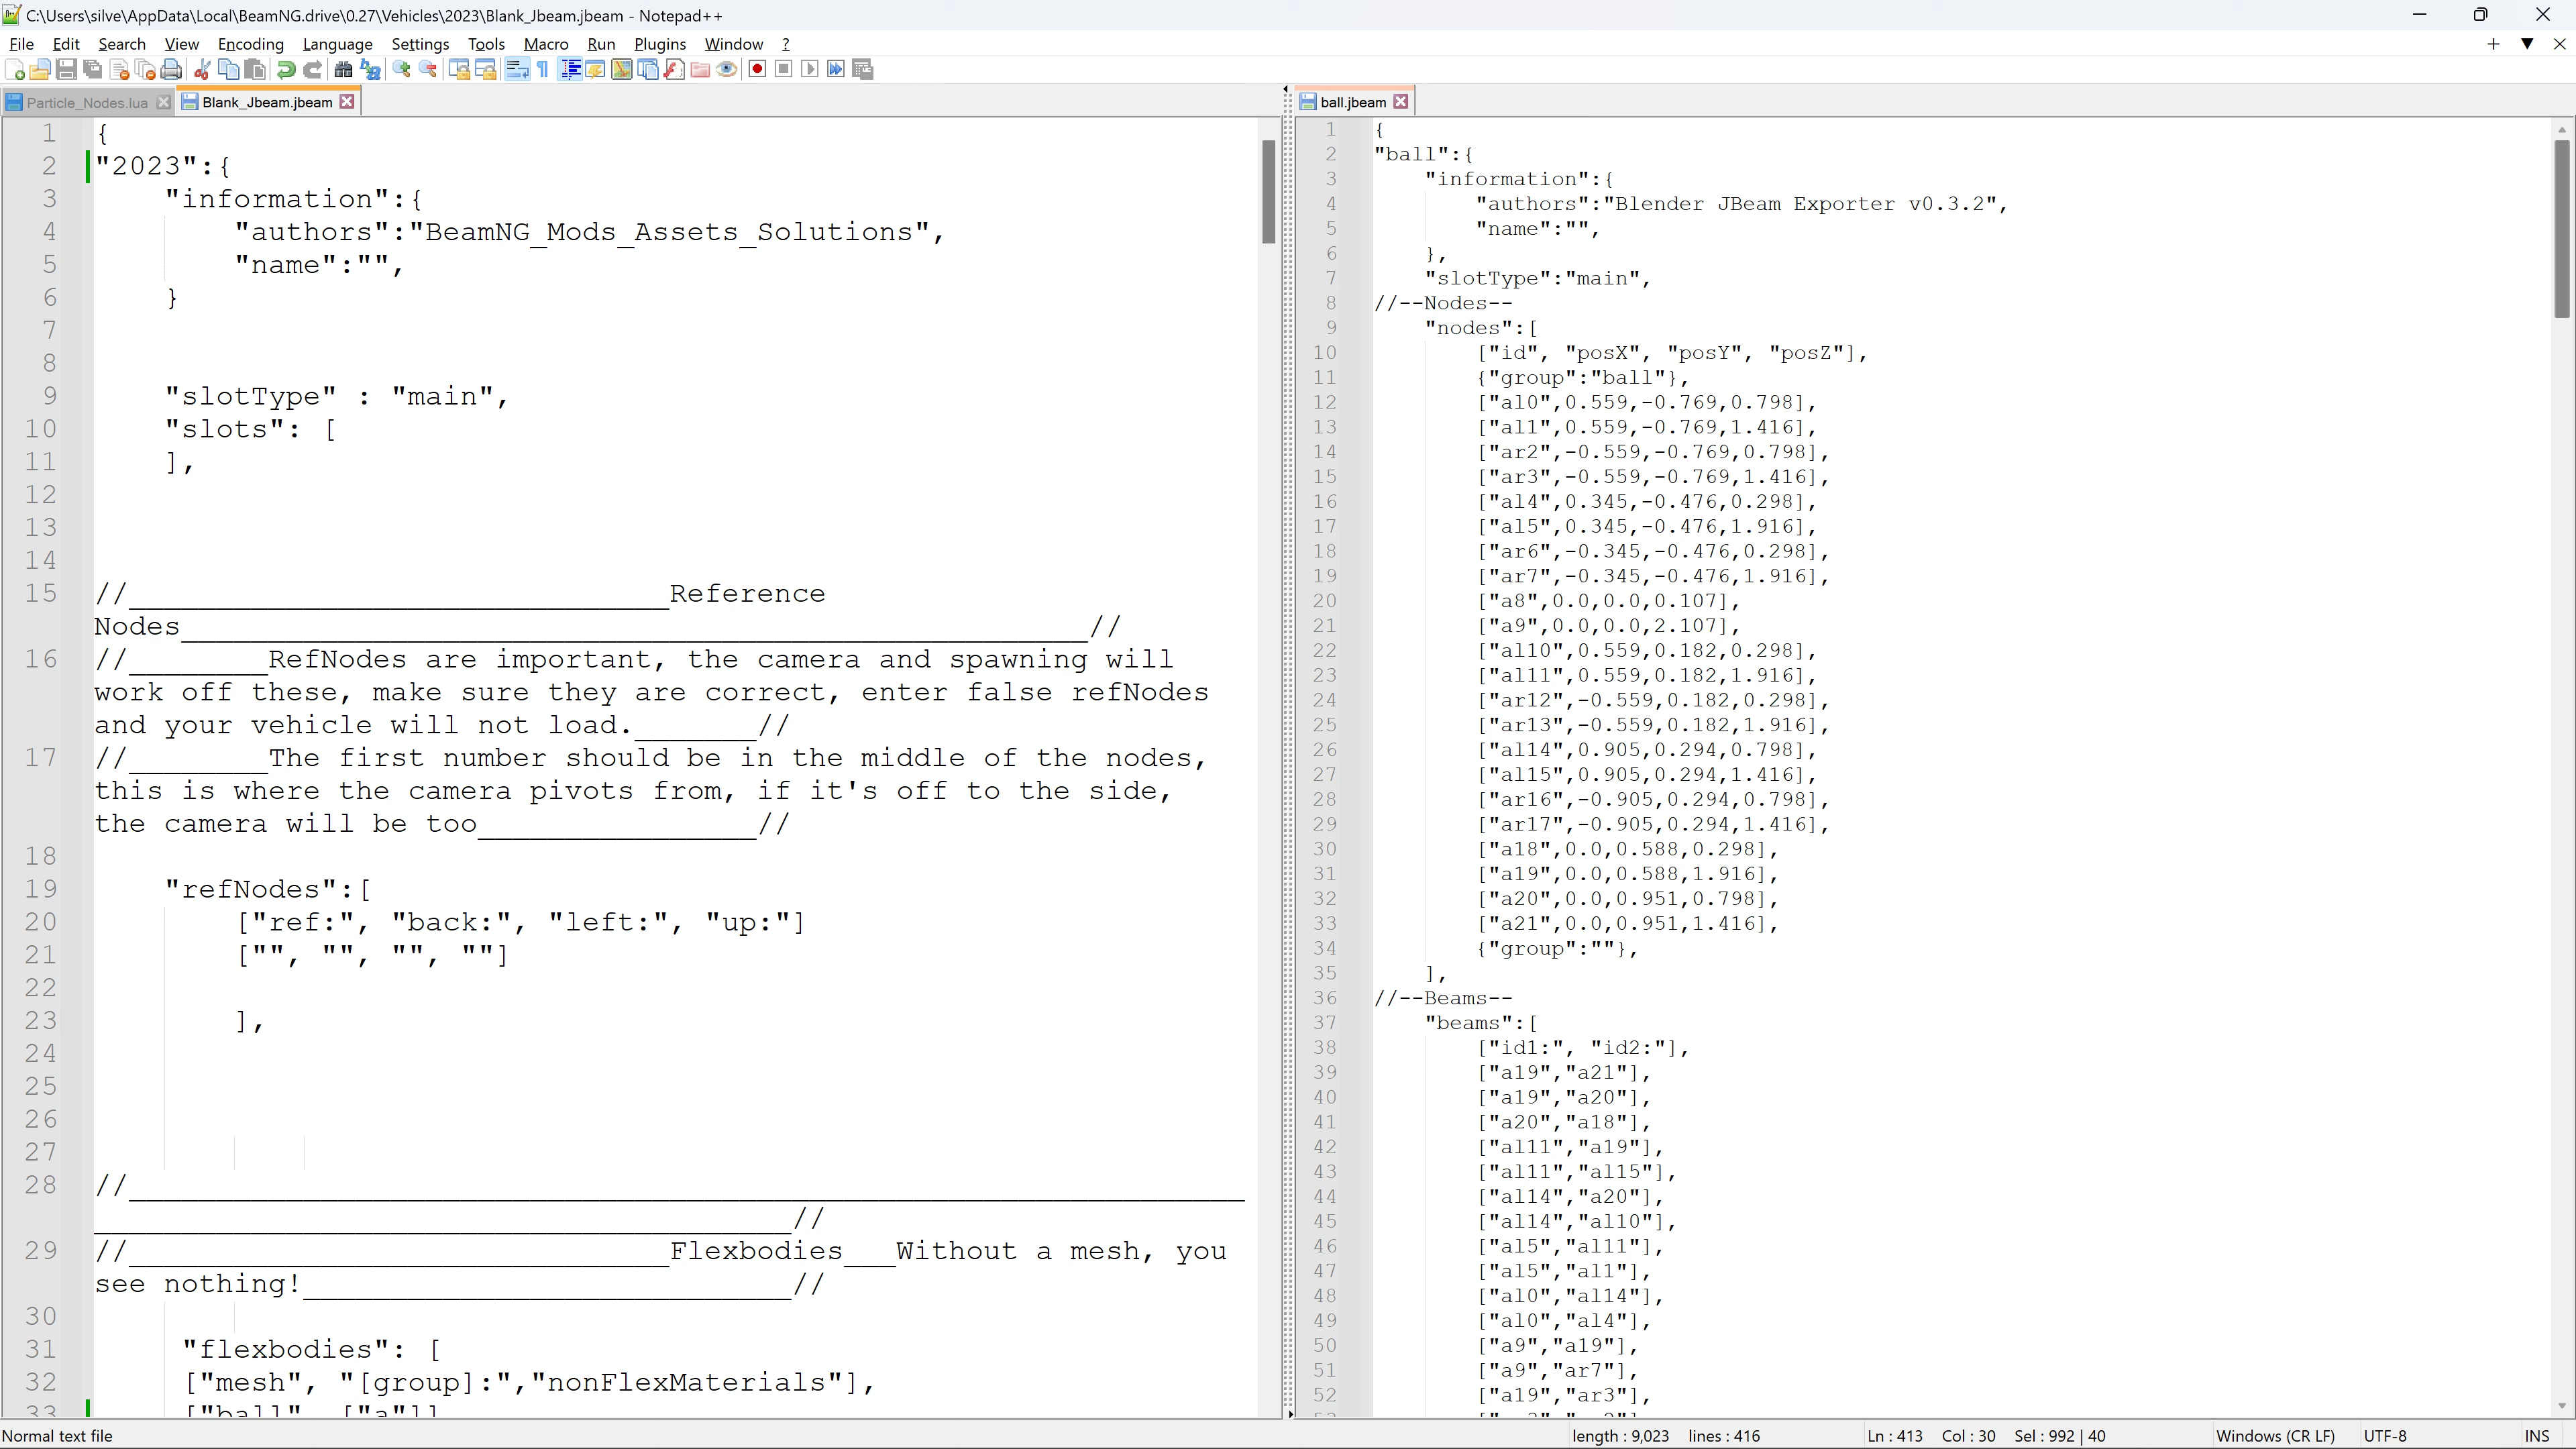 C:\Users\silve\AppData\Local\BeamNG.drive\0.27\Vehicles\2023\Blank_Jbeam.jbeam - Notepad++
File Edit Search View Encoding Language Settings Tools Macro Run Plugins Window ?
Particle_Nodes.lua
Blank_Jbeam.jbeam
1 {
2 "2023":{
3 "information":{
4 "authors":"BeamNG_Mods_Assets_Solutions",
5 "name":"",
6 }
7
8
9 "slotType" : "main",
10 "slots": [
11 ],
12
13
14
15 //_______________________________Reference
Nodes____________________________________________________//
16 //________RefNodes are important, the camera and spawning will
work off these, make sure they are correct, enter false refNodes
and your vehicle will not load._______//
17 //________The first number should be in the middle of the nodes,
this is where the camera pivots from, if it's off to the side,
the camera will be too________________//
18
19 "refNodes":[
20 ["ref:", "back:", "left:", "up:"]
21 ["", "", "", ""]
22
23 ],
24
25
26
27
28 //________________________________________________________________
________________________________________//
29 //_______________________________Flexbodies___Without a mesh, you
see nothing!____________________________//
30
31 "flexbodies": [
32 ["mesh", "[group]:","nonFlexMaterials"],
33 ["ball", ["a"]]
ball.jbeam
1 {
2 "ball":{
3 "information":{
4 "authors":"Blender JBeam Exporter v0.3.2",
5 "name":"",
6 },
7 "slotType":"main",
8 //--Nodes--
9 "nodes":[
10 ["id", "posX", "posY", "posZ"],
11 {"group":"ball"},
12 ["al0",0.559,-0.769,0.798],
13 ["al1",0.559,-0.769,1.416],
14 ["ar2",-0.559,-0.769,0.798],
15 ["ar3",-0.559,-0.769,1.416],
16 ["al4",0.345,-0.476,0.298],
17 ["al5",0.345,-0.476,1.916],
18 ["ar6",-0.345,-0.476,0.298],
19 ["ar7",-0.345,-0.476,1.916],
20 ["a8",0.0,0.0,0.107],
21 ["a9",0.0,0.0,2.107],
22 ["al10",0.559,0.182,0.298],
23 ["al11",0.559,0.182,1.916],
24 ["ar12",-0.559,0.182,0.298],
25 ["ar13",-0.559,0.182,1.916],
26 ["al14",0.905,0.294,0.798],
27 ["al15",0.905,0.294,1.416],
28 ["ar16",-0.905,0.294,0.798],
29 ["ar17",-0.905,0.294,1.416],
30 ["a18",0.0,0.588,0.298],
31 ["a19",0.0,0.588,1.916],
32 ["a20",0.0,0.951,0.798],
33 ["a21",0.0,0.951,1.416],
34 {"group":""},
35 ],
36 //--Beams--
37 "beams":[
38 ["id1:", "id2:"],
39 ["a19","a21"],
40 ["a19","a20"],
41 ["a20","a18"],
42 ["al11","a19"],
43 ["al11","al15"],
44 ["al14","a20"],
45 ["al14","al10"],
46 ["al5","al11"],
47 ["al5","al1"],
48 ["al0","al14"],
49 ["al0","al4"],
50 ["a9","a19"],
51 ["a9","ar7"],
52 ["a19","ar3"],
Normal text file
length : 9,023 lines : 416
Ln : 413 Col : 30 Sel : 992 | 40
Windows (CR LF)
UTF-8
INS